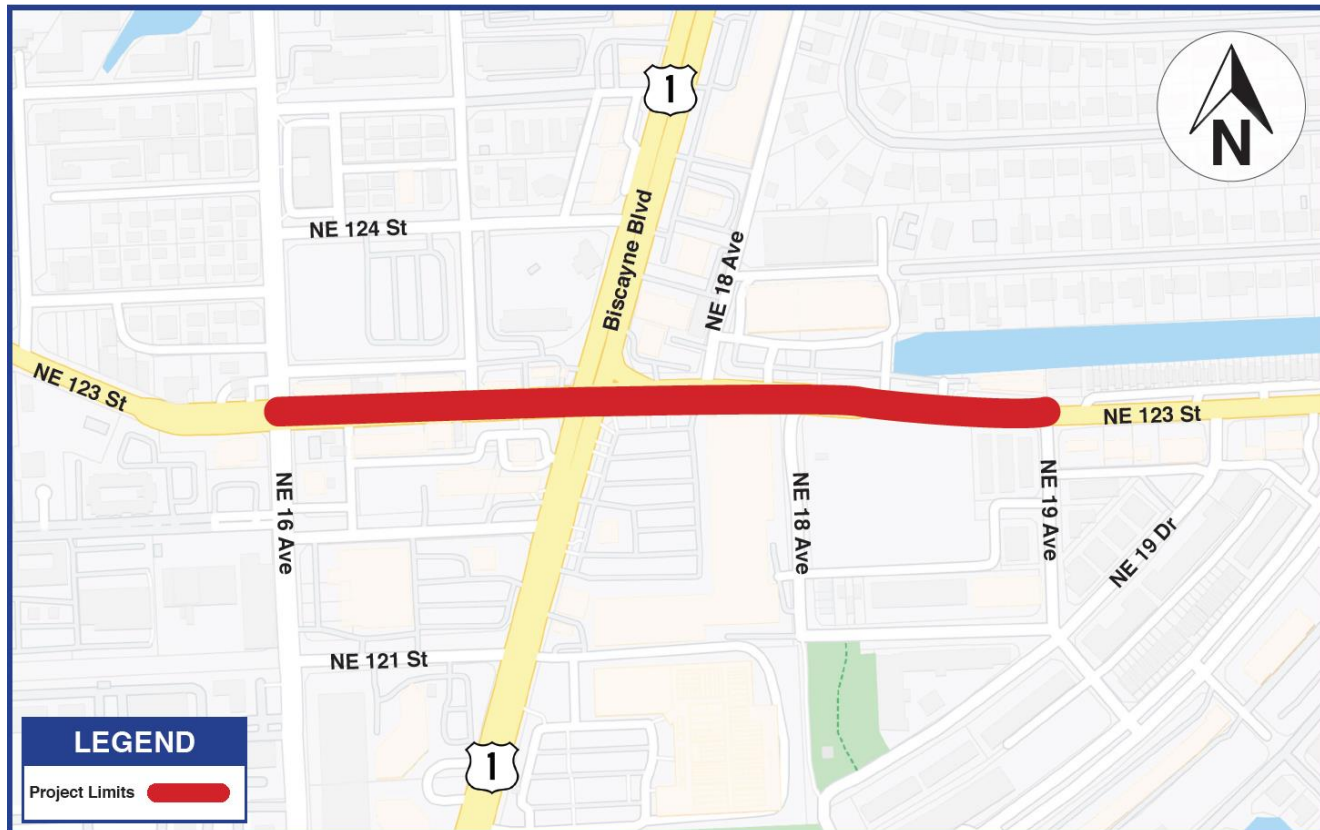 1
N
NE 124 St
Biscayne Blvd
NE 18 Ave
NE 123 St
NE 123 St
NE 16 Ave
NE 18 Ave
NE 19 Ave
NE 19 Dr
NE 121 St
1
LEGEND
Project Limits